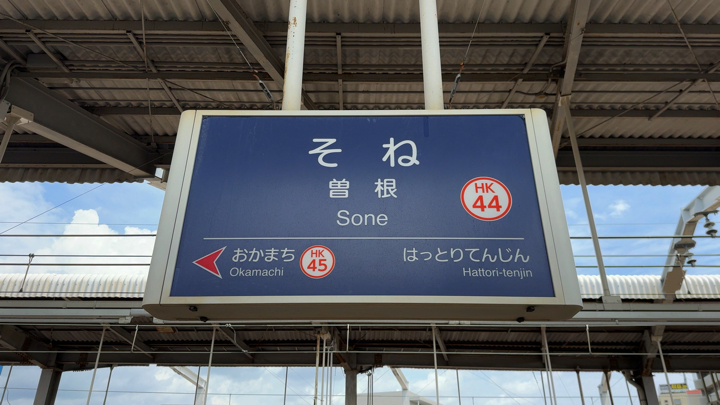 そね
曽根
Sone
HK
44
おかまち
Okamachi
HK
45
はっとりてんじん
Hattori-tenjin